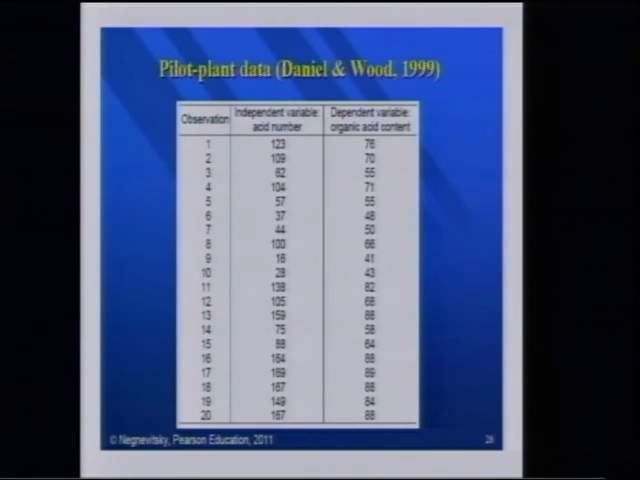 Pilot-plant data (Daniel & Wood, 1999)
Observation Independent variable: acid number Dependent variable: organic acid content
1 123 76
2 109 70
3 62 55
4 104 71
5 57 55
6 37 48
7 44 50
8 100 66
9 16 41
10 28 43
11 138 82
12 105 68
13 159 88
14 75 58
15 88 64
16 164 88
17 169 89
18 167 88
19 149 84
20 167 88
© Negnevitsky, Pearson Education, 2011